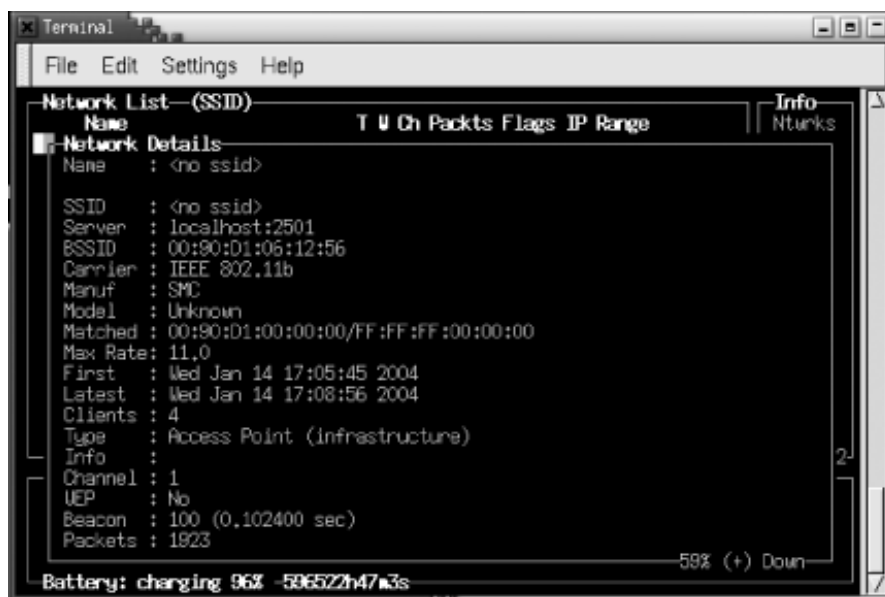 Terminal
File Edit Settings Help
Network List—(SSID) Info
Name T W Ch Packts Flags IP Range Ntwrks
Network Details
Name : <no ssid>
SSID : <no ssid>
Server : localhost:2501
BSSID : 00:90:D1:06:12:56
Carrier : IEEE 802.11b
Manuf : SMC
Model : Unknown
Matched : 00:90:D1:00:00:00/FF:FF:FF:00:00:00
Max Rate: 11.0
First : Wed Jan 14 17:05:45 2004
Latest : Wed Jan 14 17:08:56 2004
Clients : 4
Type : Access Point (infrastructure)
Info : 2
Channel : 1
WEP : No
Beacon : 100 (0.102400 sec)
Packets : 1923
59% (+) Down
Battery: charging 96% -596522h47m3s